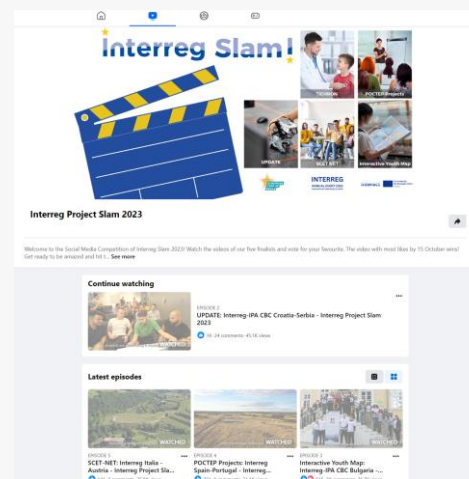 Interreg Slam!
TICHRON
POCTEP Projects
UPDATE
SCET-NET
Interactive Youth Map
INTERREG
Interreg Project Slam 2023
Welcome to the Social Media Competition of Interreg Slam 2023! Watch the videos of our five finalists and vote for your favourite. The video with most likes by 15 October wins!
Get ready to be amazed and hit t... See more
Continue watching
WATCHED
EPISODE 2
UPDATE: Interreg-IPA CBC Croatia-Serbia - Interreg Project Slam
2023
24 comments
views
Latest episodes
WATCHED
WATCHED
WATCHED
EPISODE 5
SCET-NET: Interreg Italia -
Austria - Interreg Project Sla...
EPISODE 4
POCTEP Projects: Interreg
Spain-Portugal - Interreg...
EPISODE 3
Interactive Youth Map:
Interreg-IPA CBC Bulgaria -...